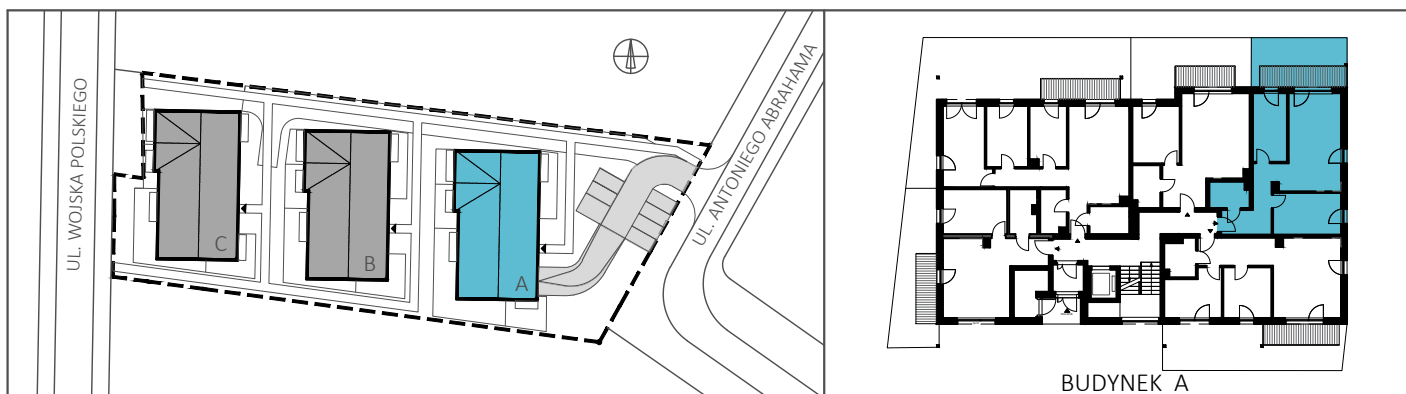 UL. WOJSKA POLSKIEGO
C
B
A
UL. ANTONIEGO ABRAHAMA
BUDYNEK A